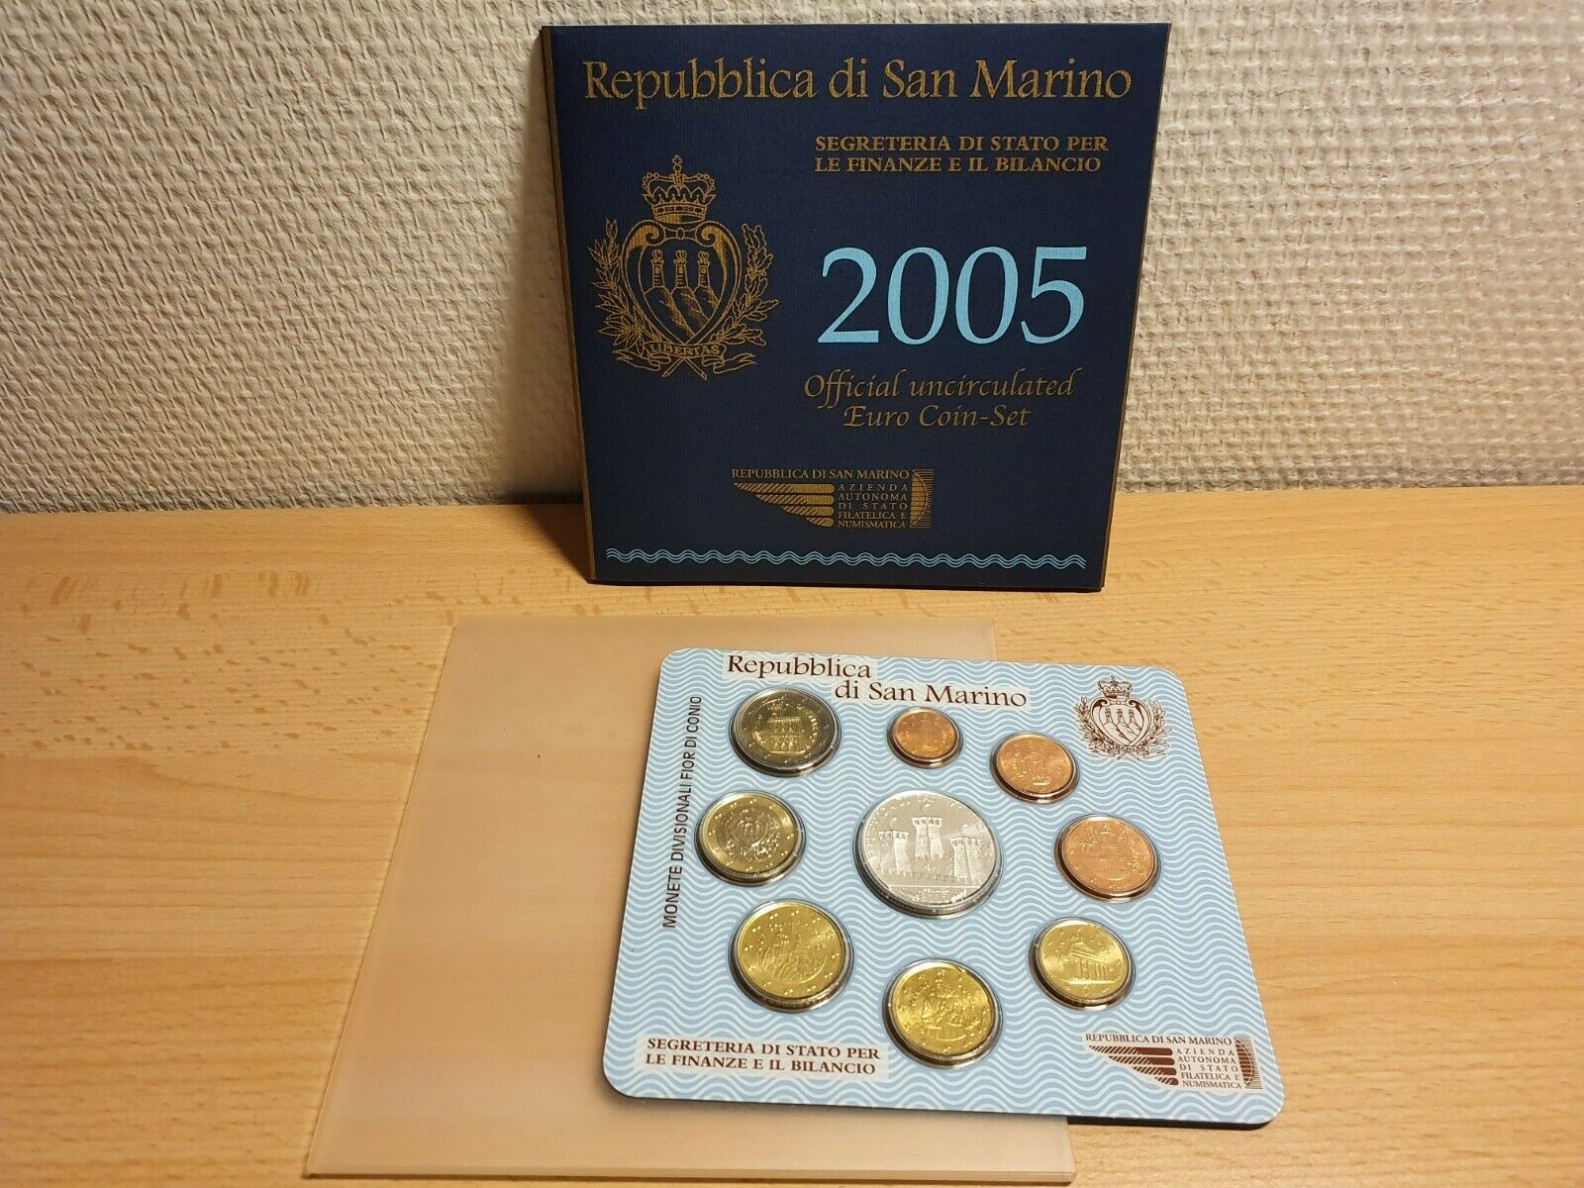 Repubblica di San Marino
SEGRETERIA DI STATO PER
LE FINANZE E IL BILANCIO
2005
LIBERTAS
Official uncirculated
Euro Coin-Set
REPUBBLICA DI SAN MARINO
AZIENDA
AUTONOMA
DI STATO
FILATELICA E
NUMISMATICA
Repubblica
di San Marino
MONETE DIVISIONALI FIOR DI CONIO
SEGRETERIA DI STATO PER
LE FINANZE E IL BILANCIO
REPUBBLICA DI SAN MARINO
AZIENDA
AUTONOMA
DI STATO
FILATELICA E
NUMISMATICA